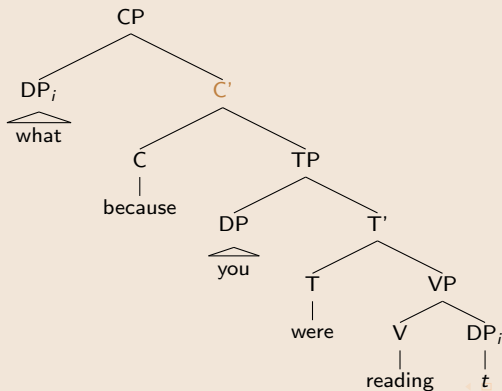 CP
DPi C'
what
C TP
because
DP T'
you
T VP
were
V DPi
reading t